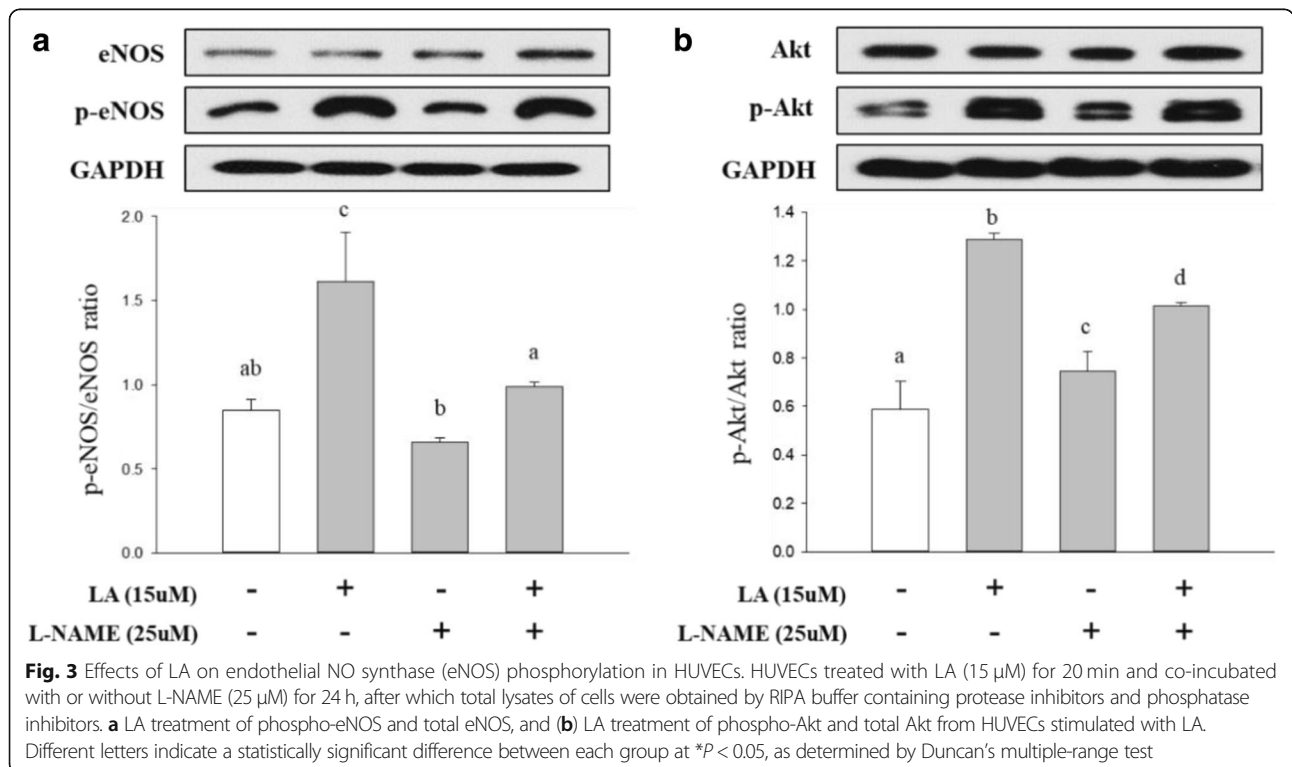 a
eNOS
p-eNOS
GAPDH
p-eNOS/eNOS ratio
2.0
1.5
1.0
0.5
0.0
ab
c
b
a
LA (15uM) - + - +
L-NAME (25uM) - - + +
b
Akt
p-Akt
GAPDH
p-Akt/Akt ratio
1.4
1.2
1.0
0.8
0.6
0.4
0.2
0.0
a
b
c
d
LA (15uM) - + - +
L-NAME (25uM) - - + +
Fig. 3 Effects of LA on endothelial NO synthase (eNOS) phosphorylation in HUVECs. HUVECs treated with LA (15 μM) for 20 min and co-incubated
with or without L-NAME (25 μM) for 24 h, after which total lysates of cells were obtained by RIPA buffer containing protease inhibitors and phosphatase
inhibitors. a LA treatment of phospho-eNOS and total eNOS, and (b) LA treatment of phospho-Akt and total Akt from HUVECs stimulated with LA.
Different letters indicate a statistically significant difference between each group at *P < 0.05, as determined by Duncan's multiple-range test